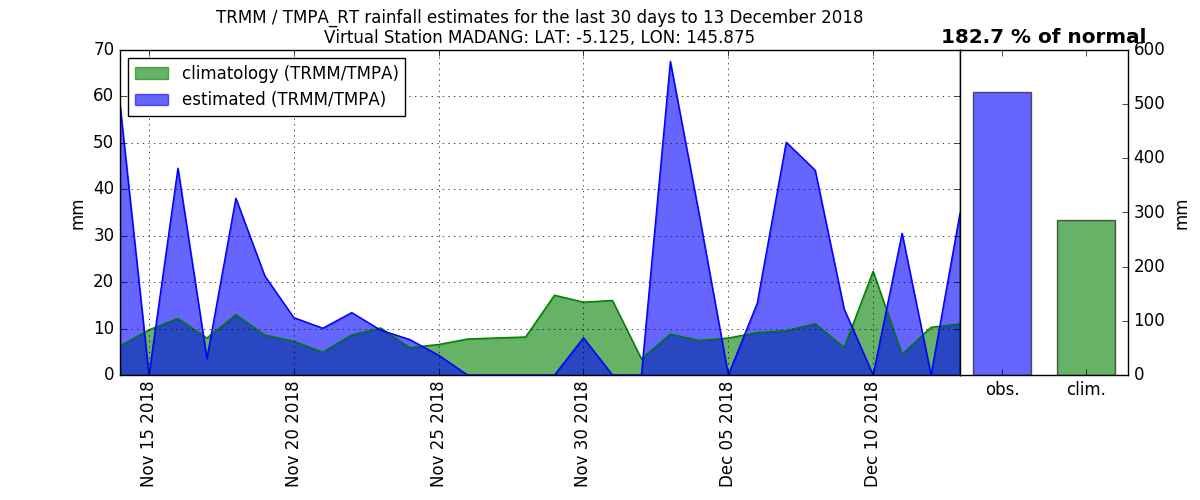 TRMM / TMPA_RT rainfall estimates for the last 30 days to 13 December 2018
Virtual Station MADANG: LAT: -5.125, LON: 145.875
182.7 % of normal
climatology (TRMM/TMPA)
estimated (TRMM/TMPA)
mm
70
60
50
40
30
20
10
0
Nov 15 2018
Nov 20 2018
Nov 25 2018
Nov 30 2018
Dec 05 2018
Dec 10 2018
obs.
clim.
600
500
400
300
200
100
0
mm